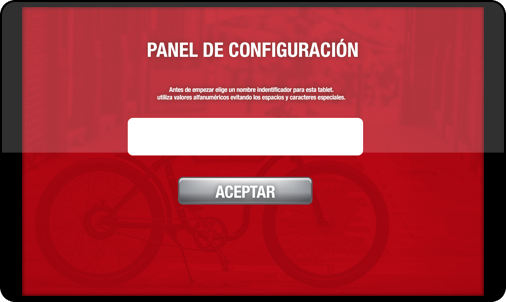 PANEL DE CONFIGURACIÓN
Antes de empezar elige un nombre indentificador para esta tablet.
utiliza valores alfanuméricos evitando los espacios y caracteres especiales.
ACEPTAR